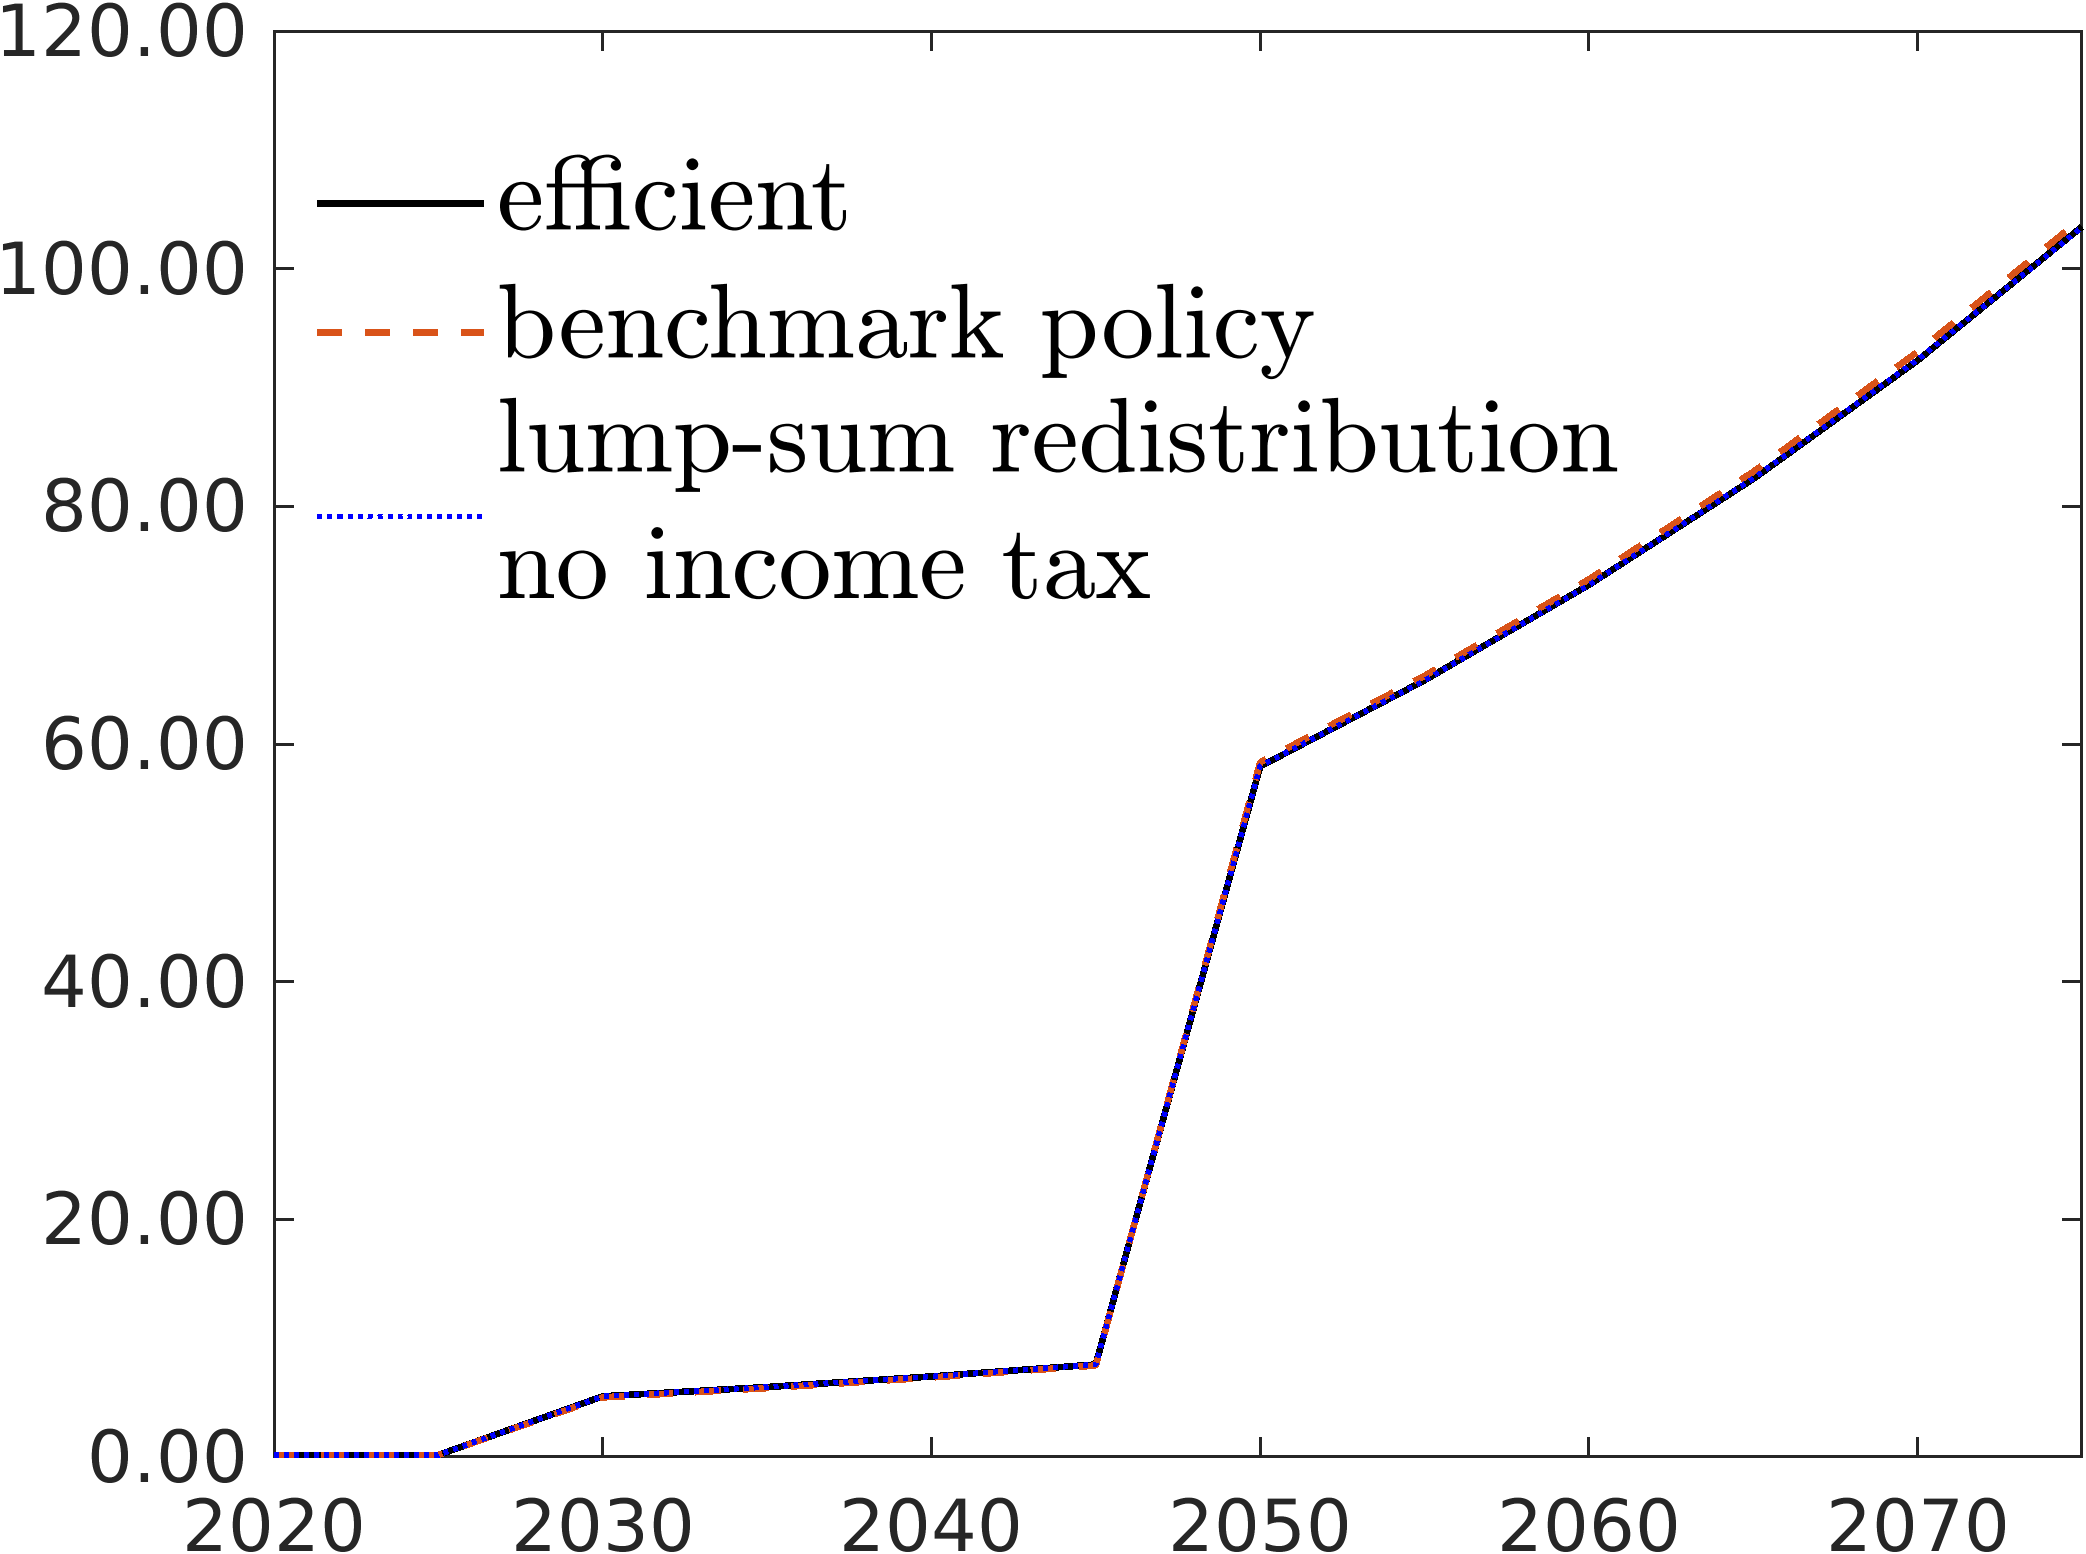 120.00
efficient
100.00
benchmark policy
lump-sum redistribution
80.00
no income tax
60.00
40.00
20.00
0.00
2020 2030 2040 2050 2060 2070